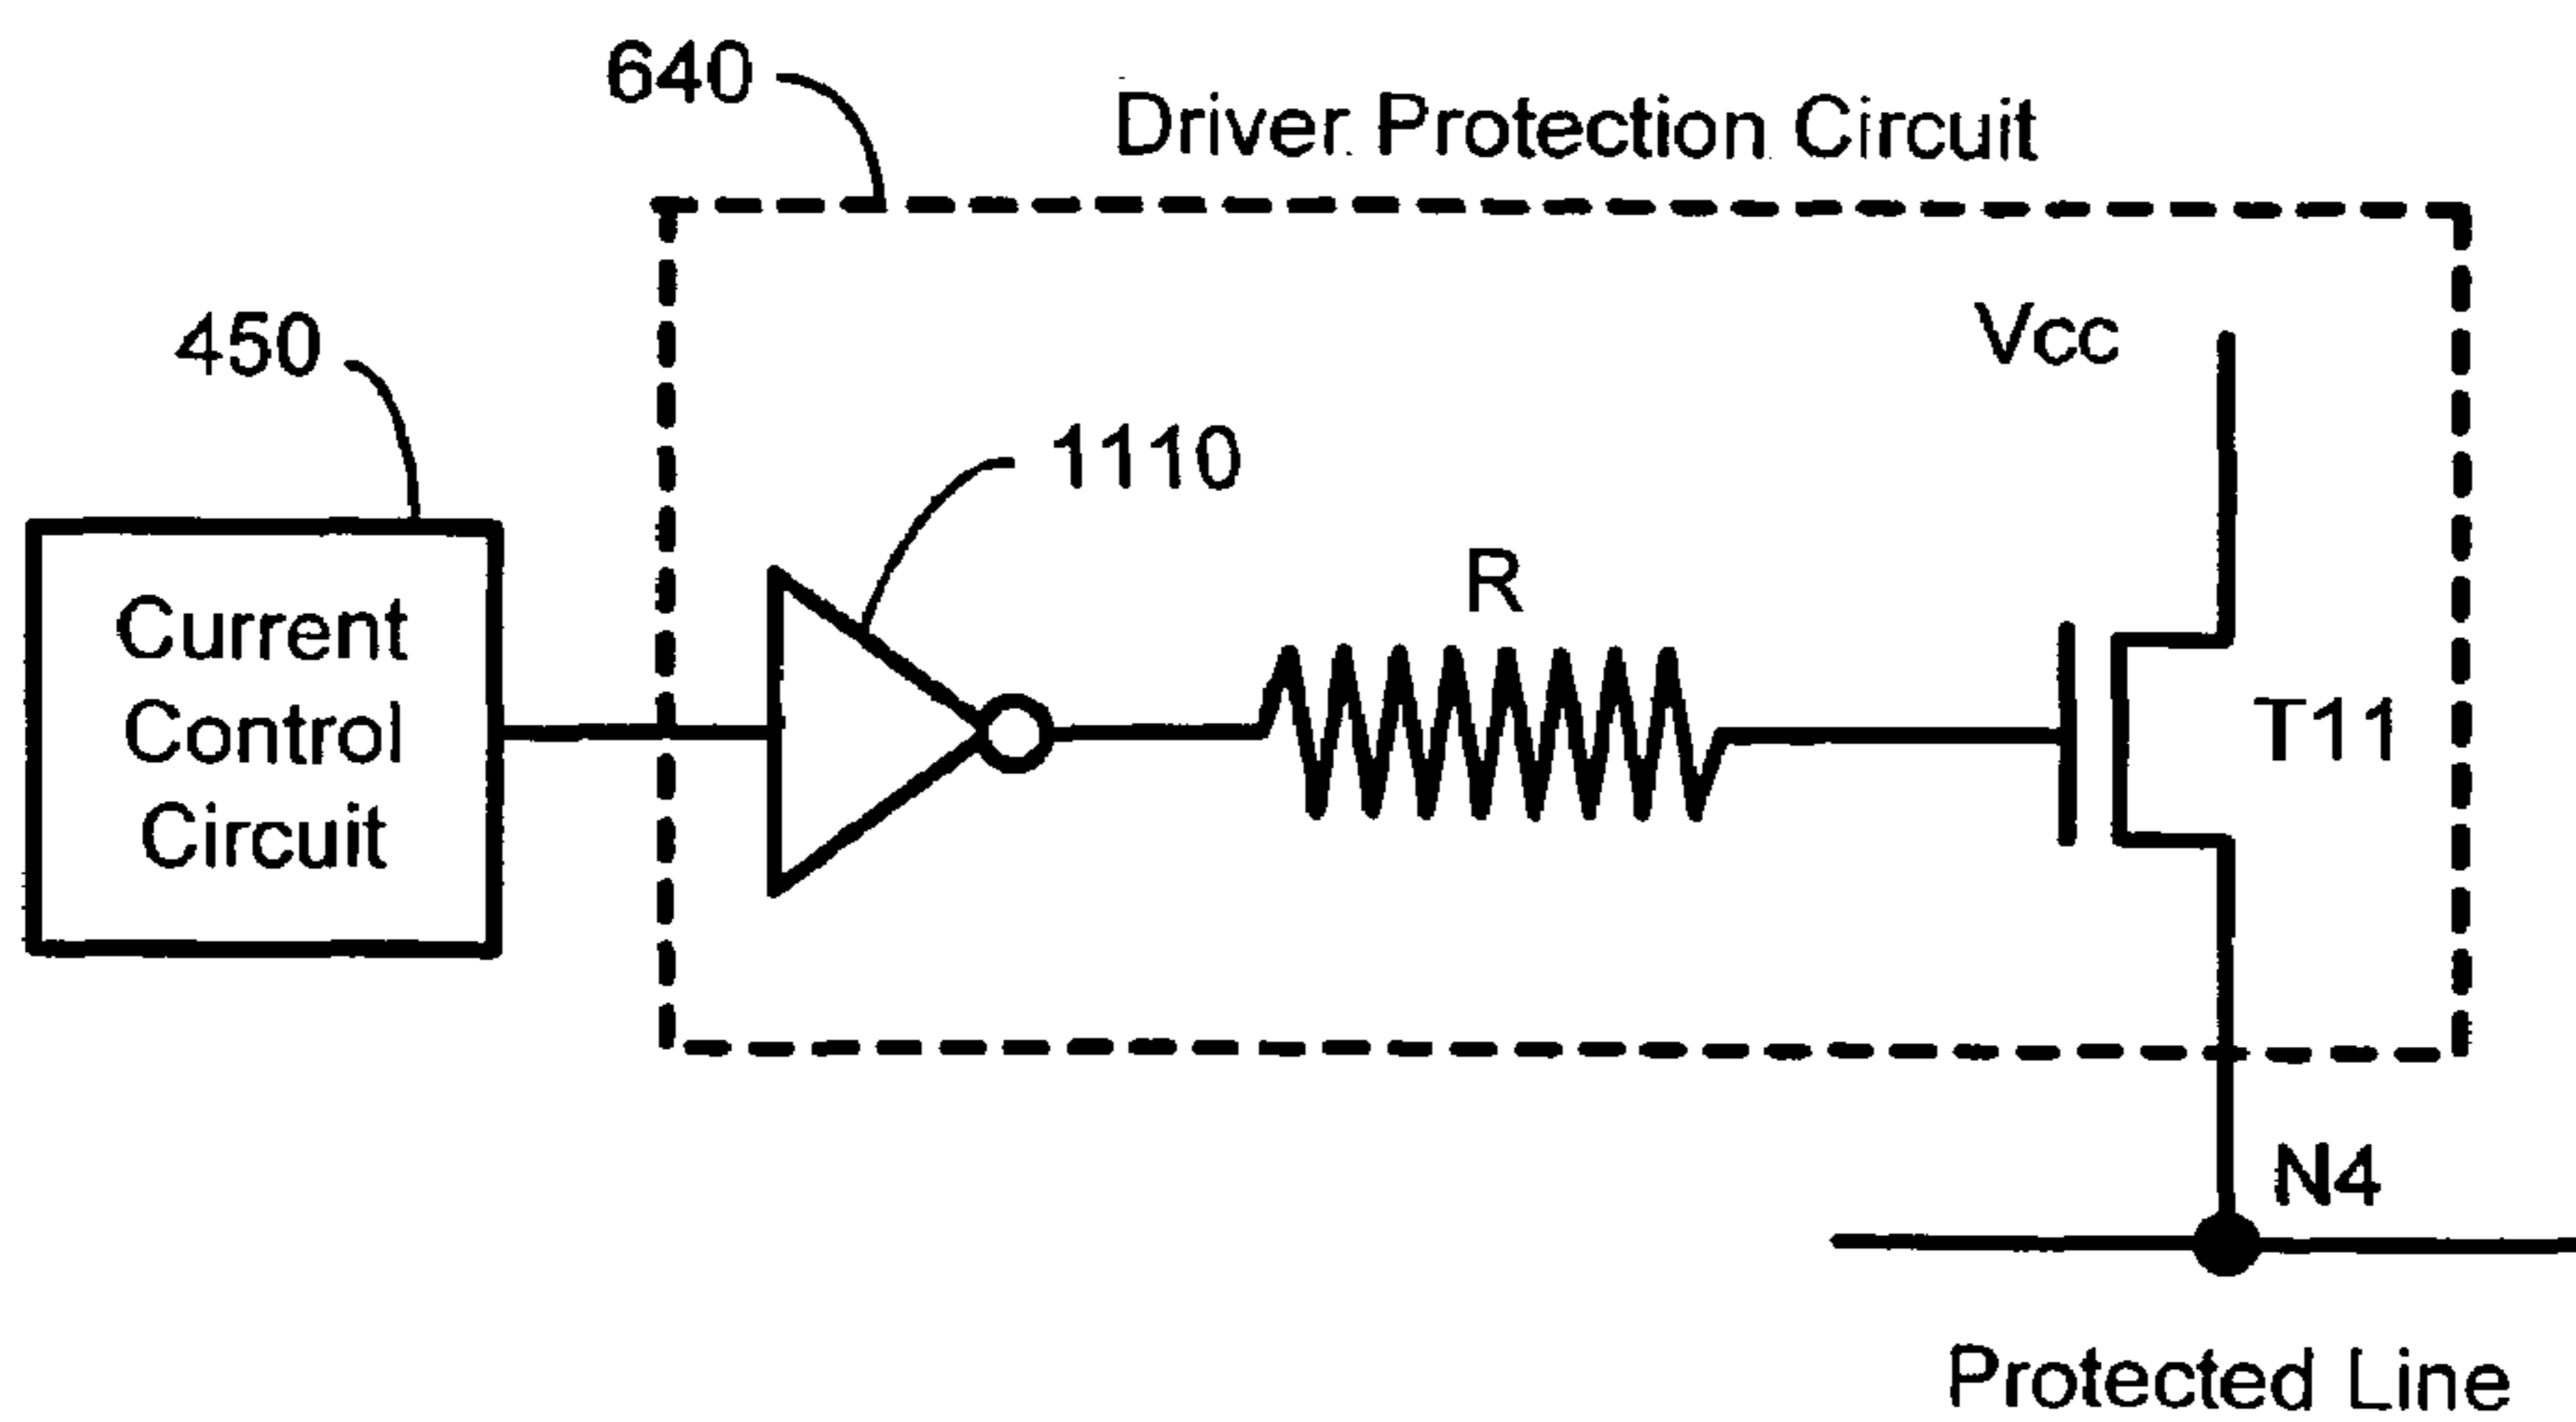 640
Driver Protection Circuit
450
Vcc
1110
R
Current
Control
Circuit
T11
N4
Protected Line